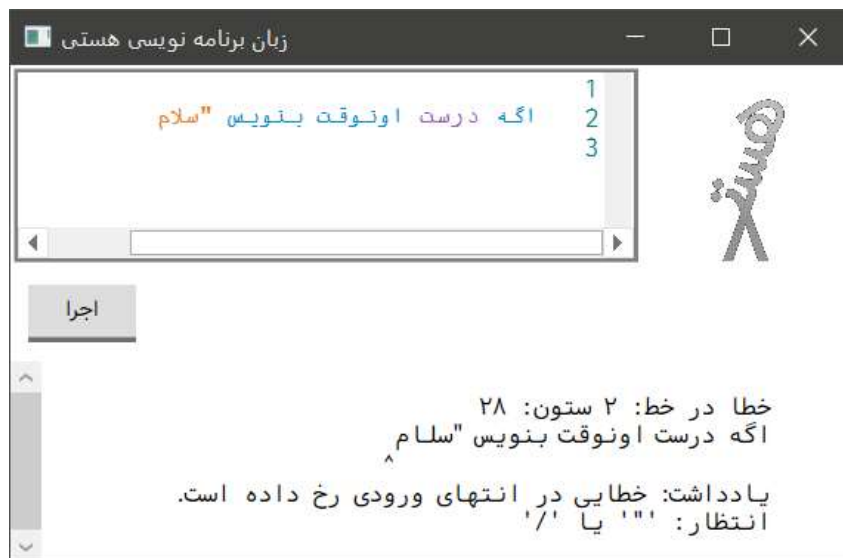 زبان برنامه نویسی هستی
1
2 اگه درست اونوقت بنویس "سلام
3
هستی
اجرا
خطا در خط: ۲ ستون: ۲۸
اگه درست اونوقت بنویس "سلام
^
یادداشت: خطایی در انتهای ورودی رخ داده است.
انتظار: '"' یا '/'